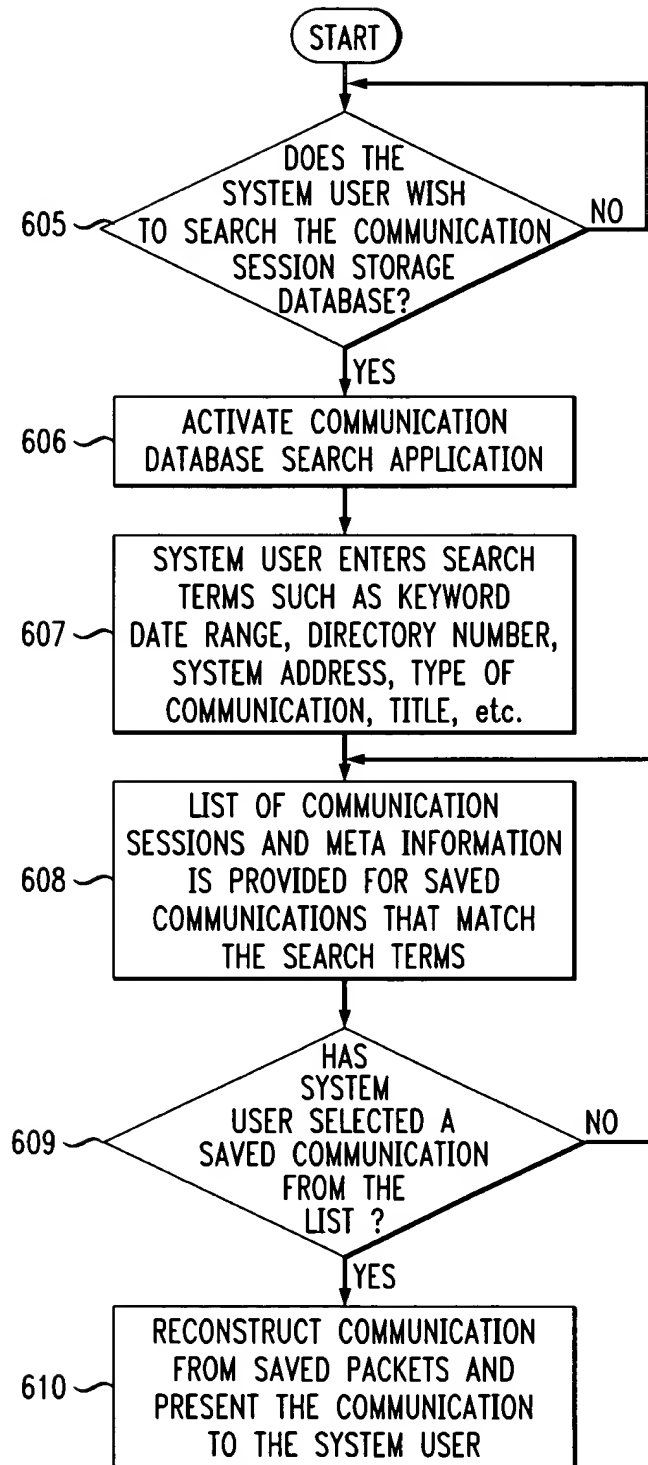 START
DOES THE
SYSTEM USER WISH
TO SEARCH THE COMMUNICATION
SESSION STORAGE
DATABASE?
605
NO
YES
606
ACTIVATE COMMUNICATION
DATABASE SEARCH APPLICATION
607
SYSTEM USER ENTERS SEARCH
TERMS SUCH AS KEYWORD
DATE RANGE, DIRECTORY NUMBER,
SYSTEM ADDRESS, TYPE OF
COMMUNICATION, TITLE, etc.
608
LIST OF COMMUNICATION
SESSIONS AND META INFORMATION
IS PROVIDED FOR SAVED
COMMUNICATIONS THAT MATCH
THE SEARCH TERMS
HAS
SYSTEM
USER SELECTED A
SAVED COMMUNICATION
FROM THE
LIST ?
609
NO
YES
610
RECONSTRUCT COMMUNICATION
FROM SAVED PACKETS AND
PRESENT THE COMMUNICATION
TO THE SYSTEM USER